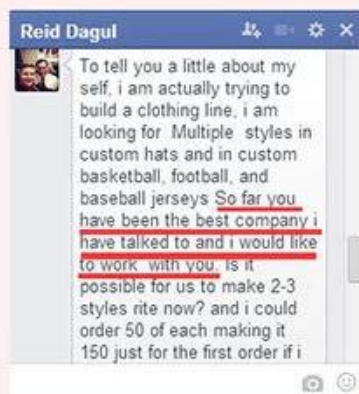 Reid Dagul
To tell you a little about my
self, i am actually trying to
build a clothing line, i am
looking for Multiple styles in
custom hats and in custom
basketball, football, and
baseball jerseys So far you
have been the best company i
have talked to and i would like
to work with you. Is it
possible for us to make 2-3
styles rite now? and i could
order 50 of each making it
150 just for the first order if i